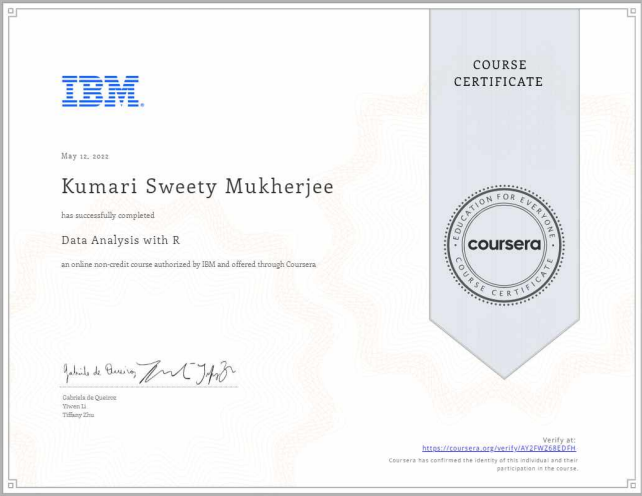 COURSE
CERTIFICATE
IBM®
May 12, 2022
Kumari Sweety Mukherjee
has successfully completed
Data Analysis with R
an online non-credit course authorized by IBM and offered through Coursera
EDUCATION FOR EVERYONE
coursera
COURSE CERTIFICATE
Gabriela de Queiroz
Gabriela de Queiroz
Yiwen Li
Tiffany Zhu
Verify at:
https://coursera.org/verify/AYZFWZ68EDFH
Coursera has confirmed the identity of this individual and their
participation in the course.